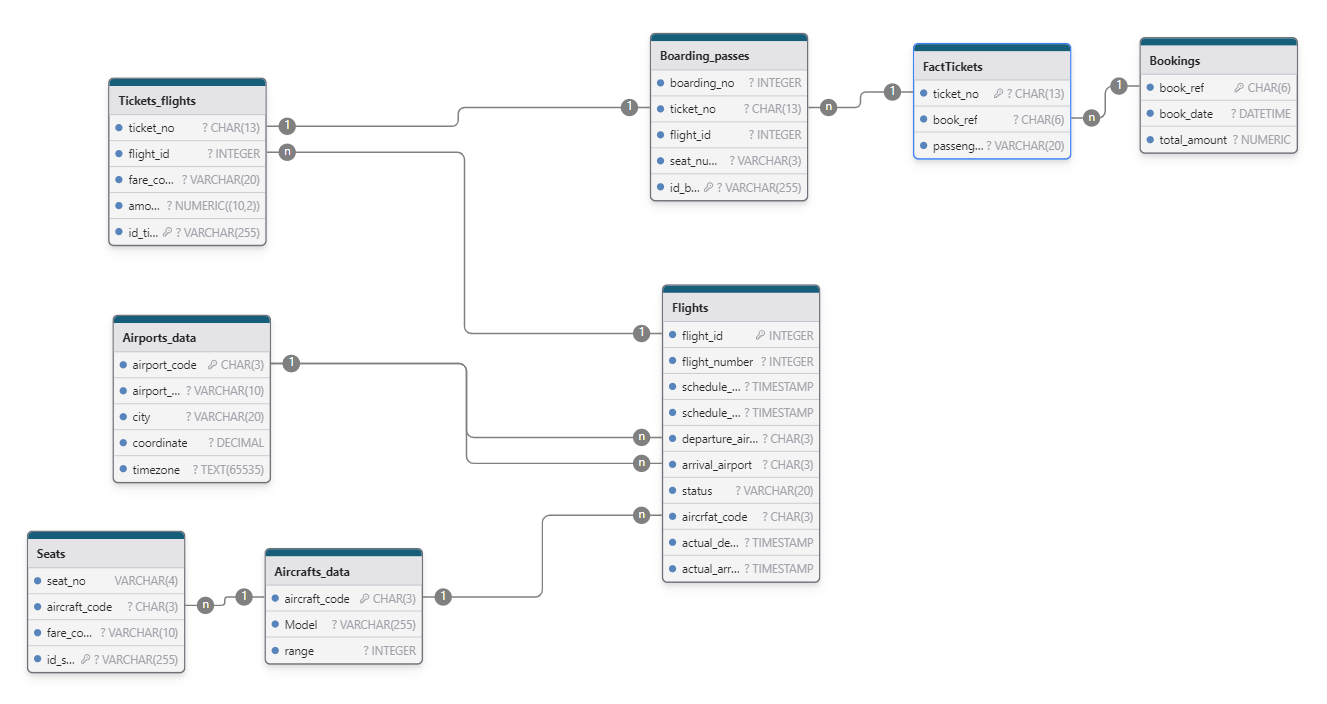 Tickets_flights
ticket_no ? CHAR(13)
flight_id ? INTEGER
fare_co... ? VARCHAR(20)
amo... ? NUMERIC((10,2))
id_ti... ? VARCHAR(255)
1
n
Boarding_passes
boarding_no ? INTEGER
ticket_no ? CHAR(13)
flight_id ? INTEGER
seat_nu... ? VARCHAR(3)
id_b... ? VARCHAR(255)
1
n
FactTickets
ticket_no ? CHAR(13)
book_ref ? CHAR(6)
passeng... ? VARCHAR(20)
1
n
Bookings
book_ref CHAR(6)
book_date ? DATETIME
total_amount ? NUMERIC
1
Airports_data
airport_code CHAR(3)
airport_... ? VARCHAR(10)
city ? VARCHAR(20)
coordinate ? DECIMAL
timezone ? TEXT(65535)
1
Flights
flight_id INTEGER
flight_number ? INTEGER
schedule_... ? TIMESTAMP
schedule_... ? TIMESTAMP
departure_air... ? CHAR(3)
arrival_airport ? CHAR(3)
status ? VARCHAR(20)
aircrfat_code ? CHAR(3)
actual_de... ? TIMESTAMP
actual_arr... ? TIMESTAMP
1
n
n
n
Seats
seat_no VARCHAR(4)
aircraft_code ? CHAR(3)
fare_co... ? VARCHAR(10)
id_s... ? VARCHAR(255)
n
Aircrafts_data
aircraft_code CHAR(3)
Model ? VARCHAR(255)
range ? INTEGER
1
1